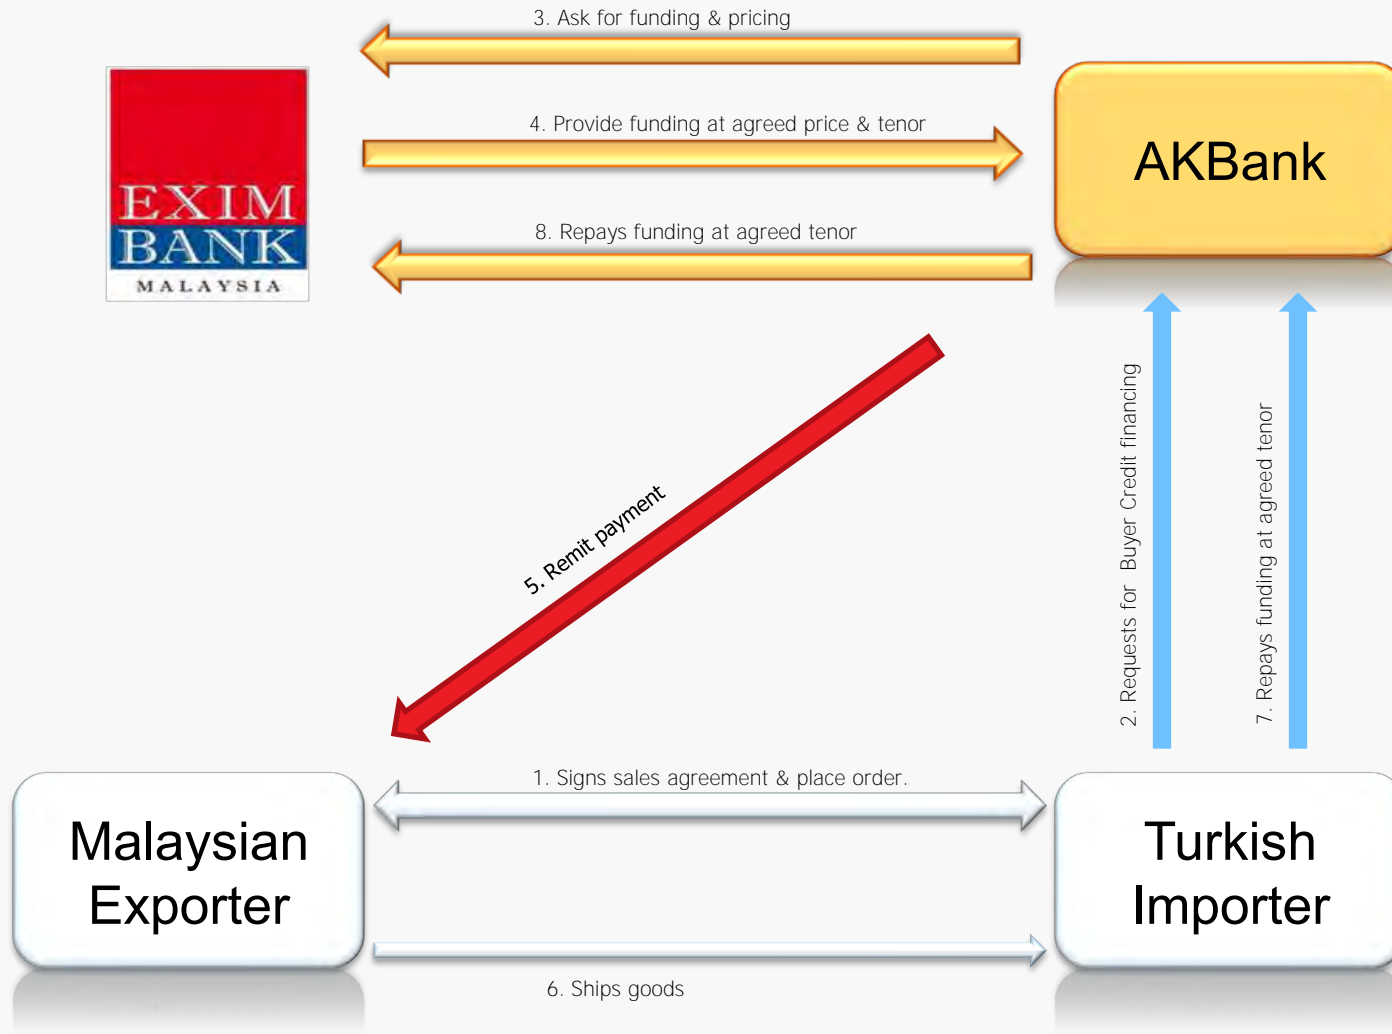 3. Ask for funding & pricing
EXIM
BANK
MALAYSIA
4. Provide funding at agreed price & tenor
AKBank
8. Repays funding at agreed tenor
5. Remit payment
2. Requests for Buyer Credit financing
7. Repays funding at agreed tenor
1. Signs sales agreement & place order.
Malaysian
Exporter
Turkish
Importer
6. Ships goods